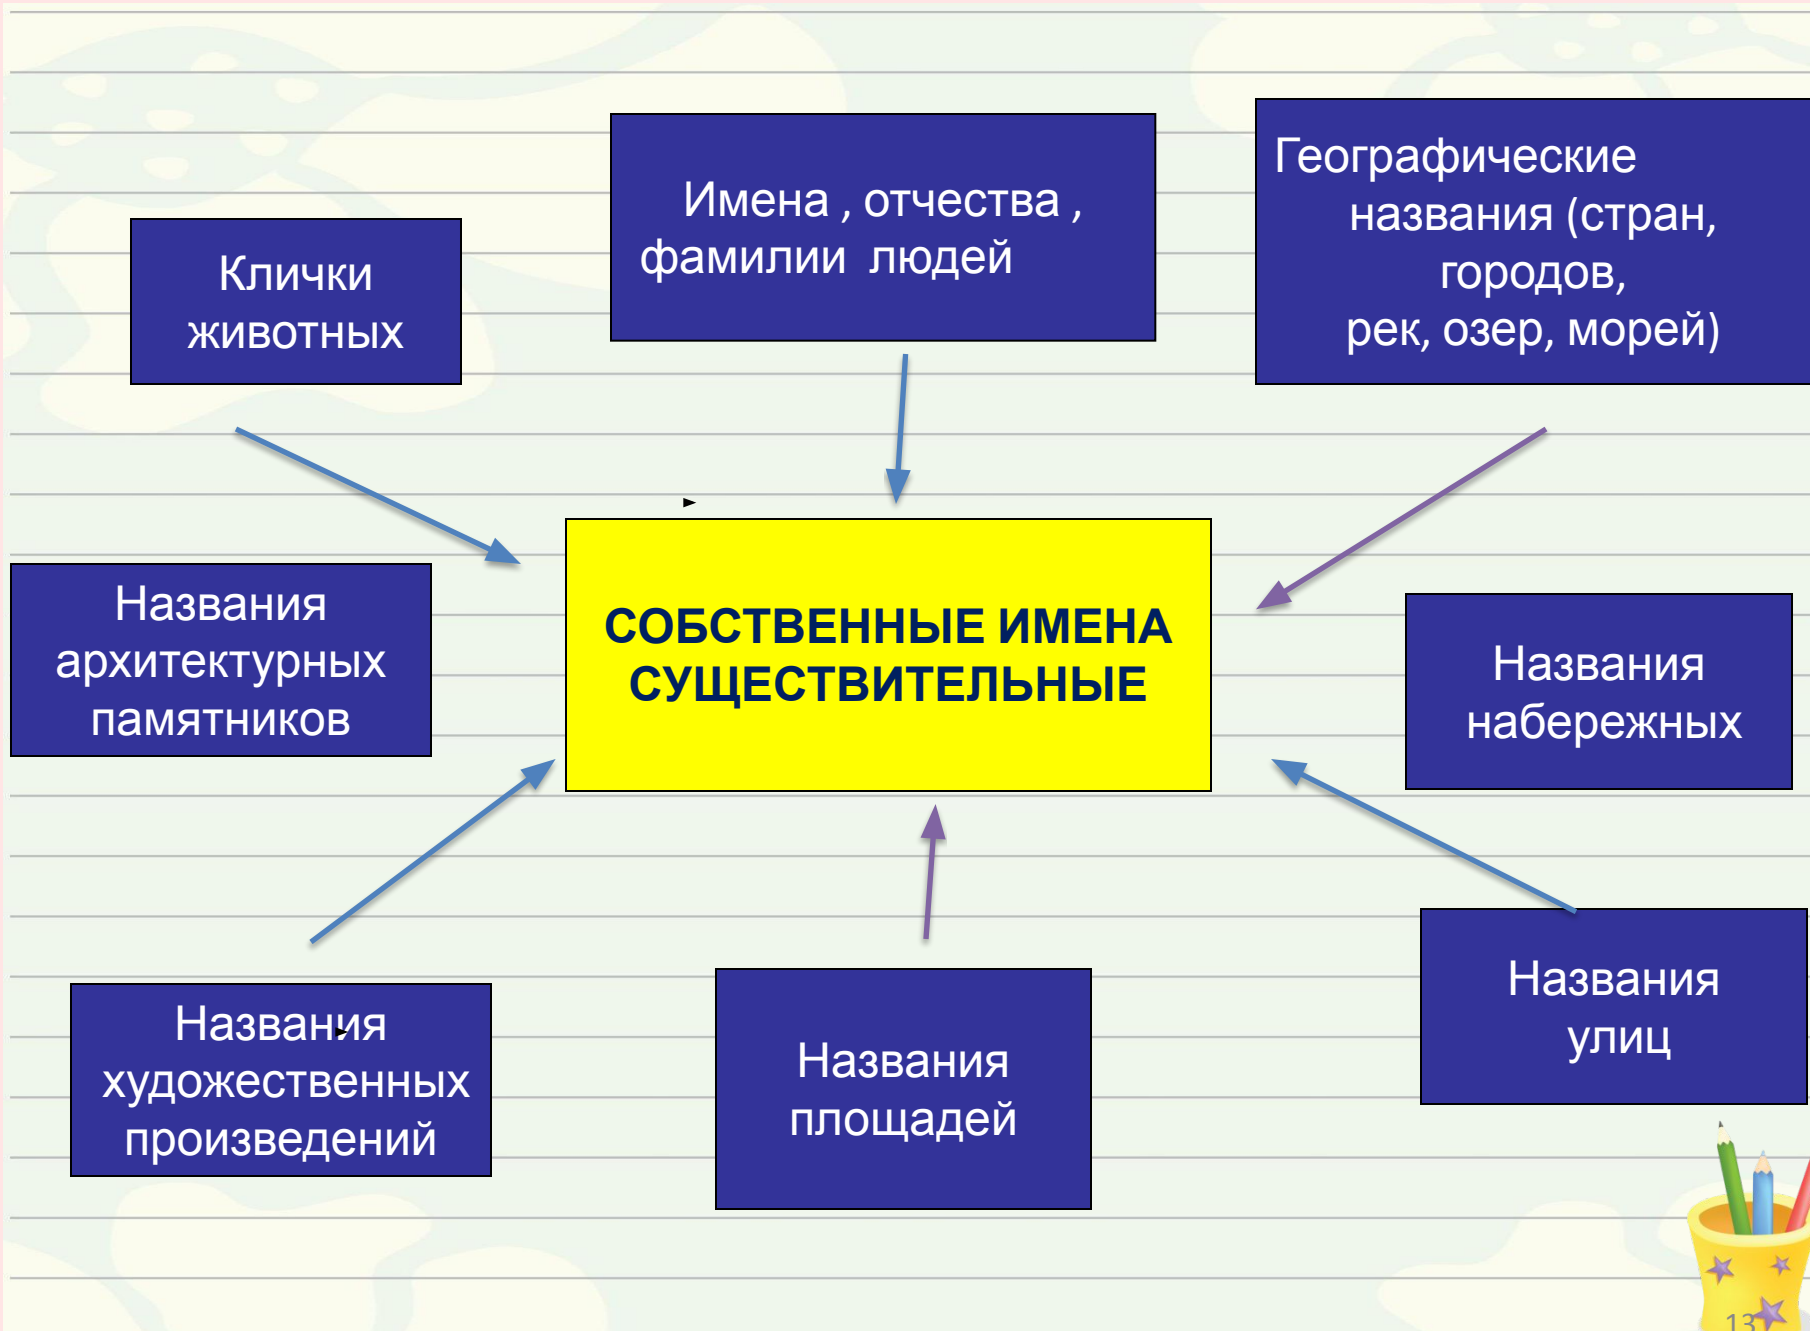 Имена , отчества ,
фамилии  людей
Географические
названия (стран,
городов,
рек, озер, морей)
Клички
животных
СОБСТВЕННЫЕ ИМЕНА
СУЩЕСТВИТЕЛЬНЫЕ
Названия
архитектурных
памятников
Названия
набережных
Названия
художественных
произведений
Названия
площадей
Названия
улиц
13